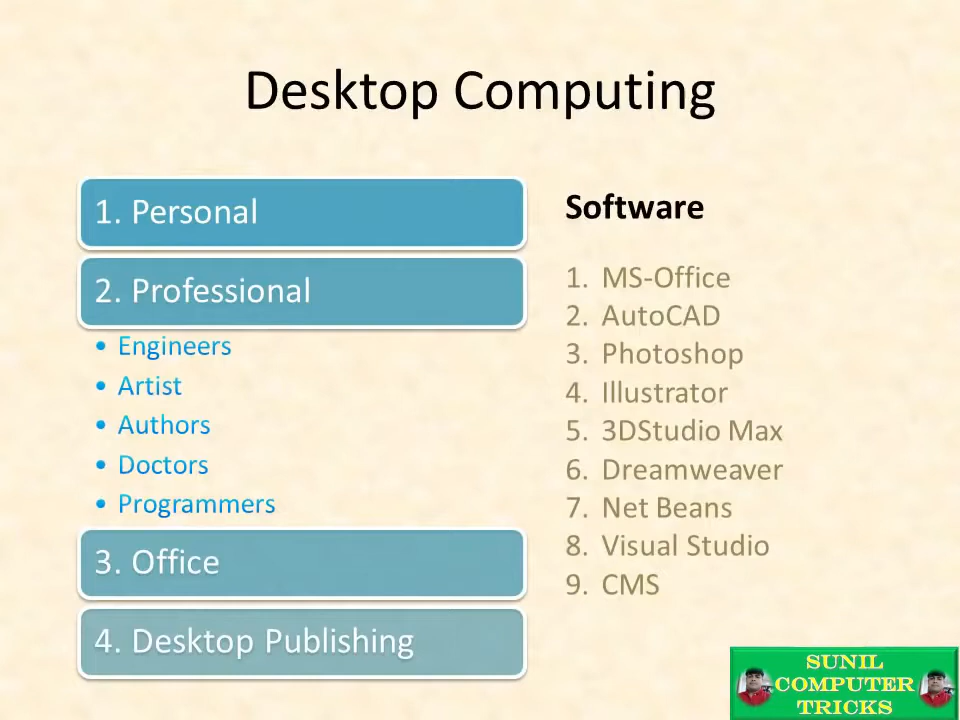 Desktop Computing
1. Personal
2. Professional
• Engineers
• Artist
• Authors
• Doctors
• Programmers
3. Office
4. Desktop Publishing
Software
1. MS-Office
2. AutoCAD
3. Photoshop
4. Illustrator
5. 3DStudio Max
6. Dreamweaver
7. Net Beans
8. Visual Studio
9. CMS
SUNIL
COMPUTER
TRICKS